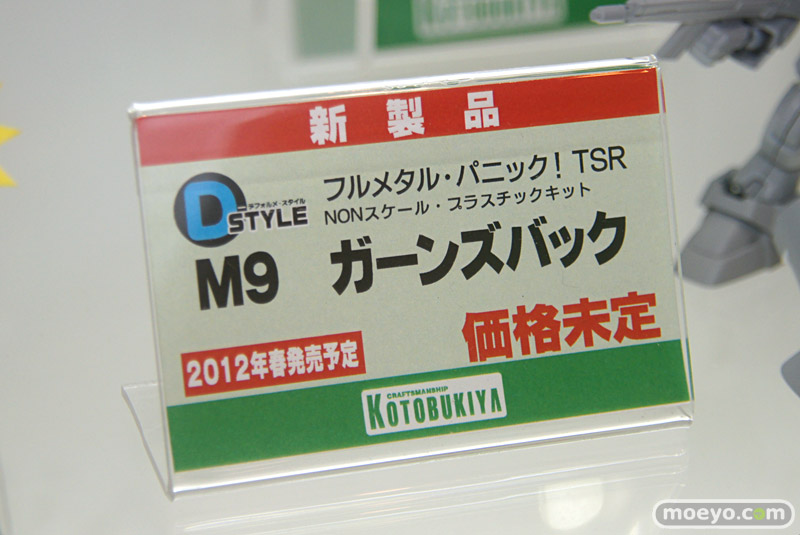 新製品
D STYLE
デフォルメ・スタイル
フルメタル・パニック! TSR
NONスケール・プラスチックキット
M9 ガーンズバック
2012年春発売予定
価格未定
CRAFTSMANSHIP
KOTOBUKIYA
moeyo.com